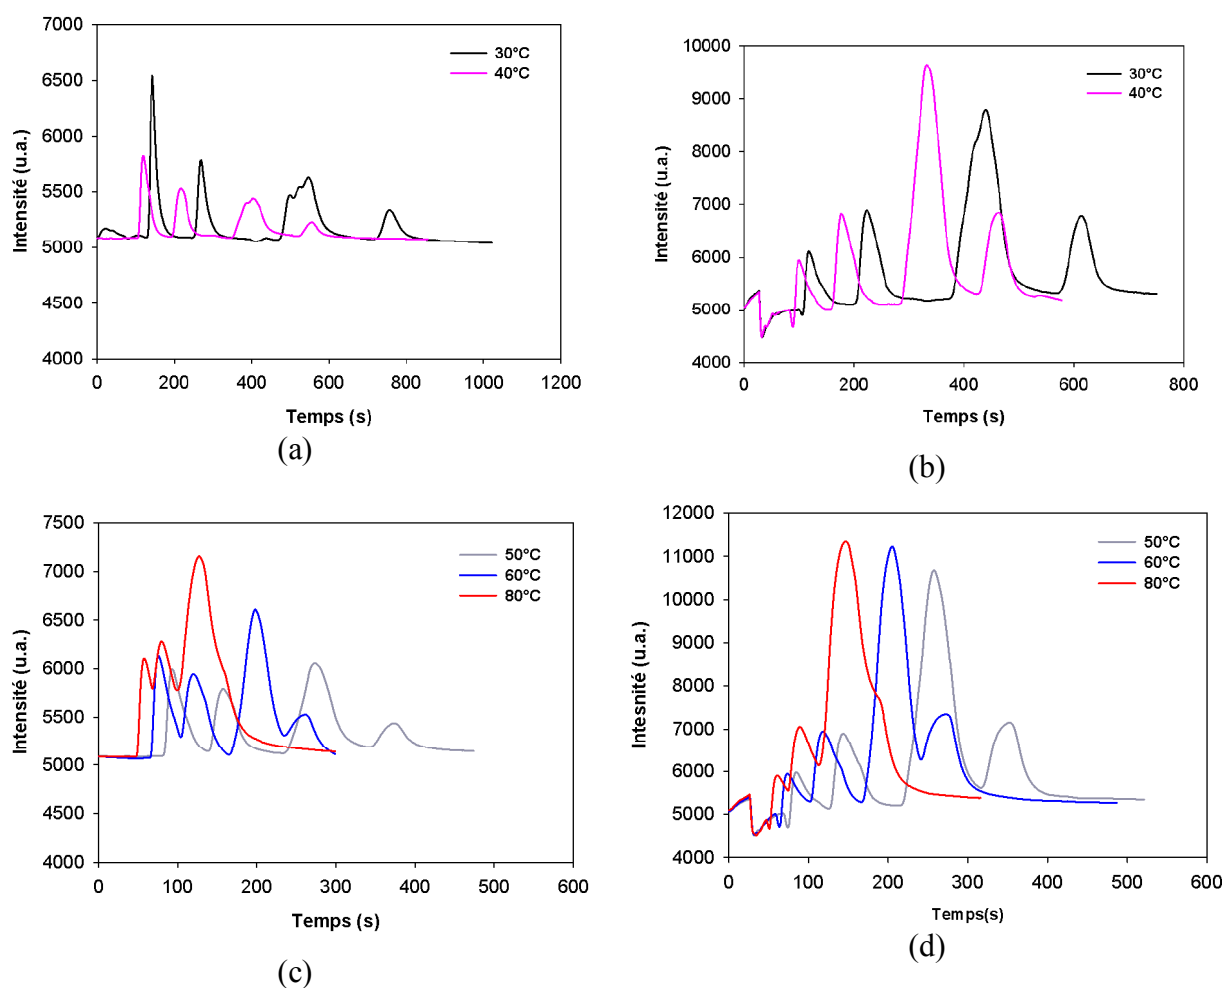 7000
6500
6000
5500
5000
4500
4000
Intensité (u.a.)
30°C
40°C
0 200 400 600 800 1000 1200
Temps (s)
(a)
10000
9000
8000
7000
6000
5000
4000
Intensité (u.a.)
30°C
40°C
0 200 400 600 800
Temps (s)
(b)
7500
7000
6500
6000
5500
5000
4500
4000
Intensité (u.a.)
50°C
60°C
80°C
0 100 200 300 400 500 600
Temps (s)
(c)
12000
11000
10000
9000
8000
7000
6000
5000
4000
Intesnité (u.a.)
50°C
60°C
80°C
0 100 200 300 400 500 600
Temps(s)
(d)